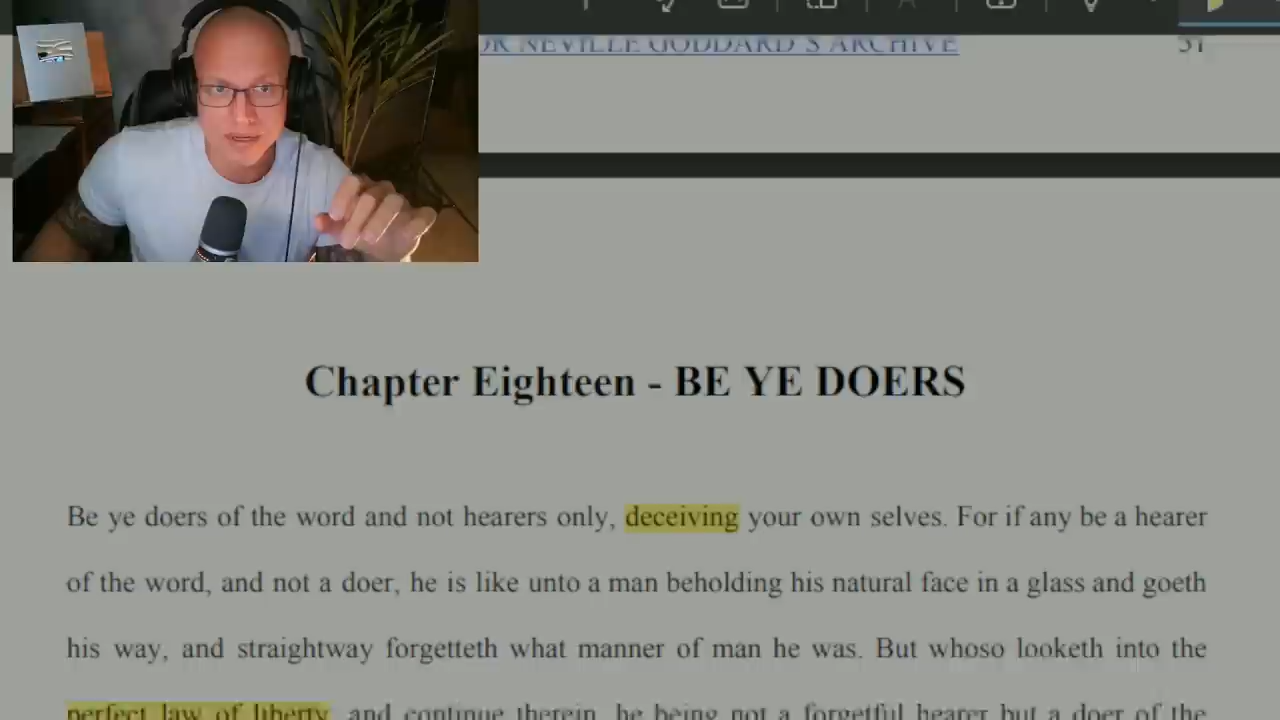 OR NEVILLE GODDARD'S ARCHIVE 51
Chapter Eighteen - BE YE DOERS
Be ye doers of the word and not hearers only, deceiving your own selves. For if any be a hearer
of the word, and not a doer, he is like unto a man beholding his natural face in a glass and goeth
his way, and straightway forgetteth what manner of man he was. But whoso looketh into the
perfect law of liberty, and continue therein, he being not a forgetful hearer but a doer of the